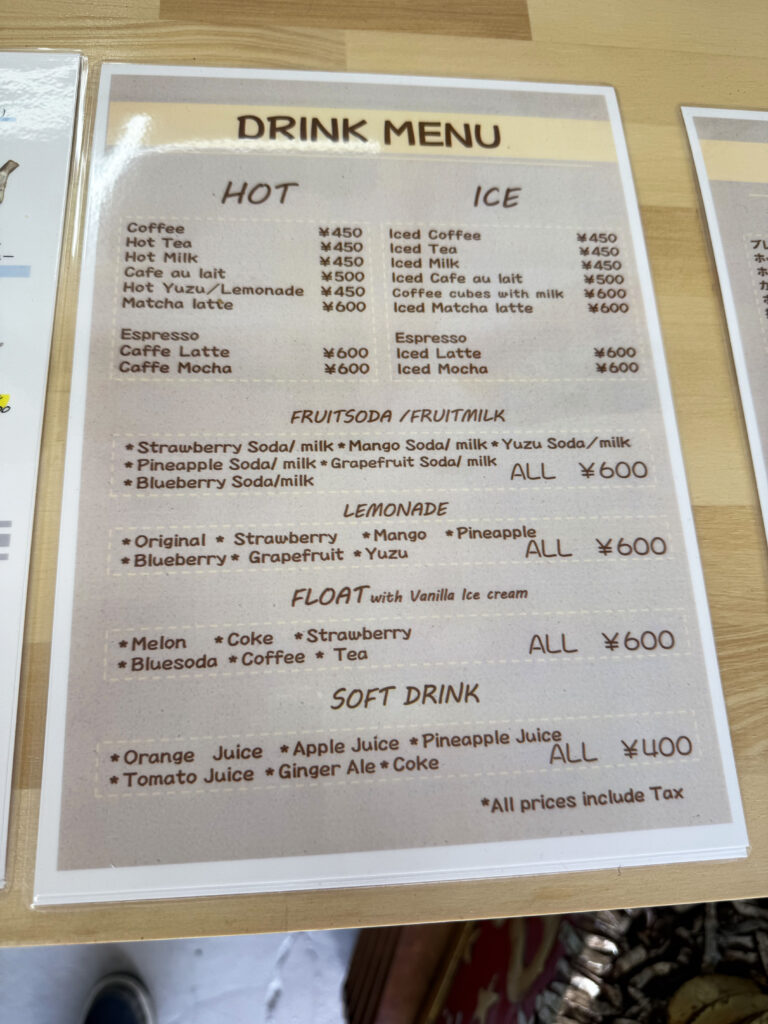 DRINK MENU
HOT
Coffee ¥450
Hot Tea ¥450
Hot Milk ¥450
Cafe au lait ¥500
Hot Yuzu/Lemonade ¥450
Matcha latte ¥600
Espresso
Caffe Latte ¥600
Caffe Mocha ¥600
ICE
Iced Coffee ¥450
Iced Tea ¥450
Iced Milk ¥450
Iced Cafe au lait ¥500
Coffee cubes with milk ¥600
Iced Matcha latte ¥600
Espresso
Iced Latte ¥600
Iced Mocha ¥600
FRUITSODA /FRUITMILK
*Strawberry Soda/ milk *Mango Soda/ milk *Yuzu Soda/milk
*Pineapple Soda/ milk *Grapefruit Soda/ milk
*Blueberry Soda/milk
ALL ¥600
LEMONADE
*Original * Strawberry *Mango *Pineapple
*Blueberry * Grapefruit *Yuzu
ALL ¥600
FLOAT with Vanilla Ice cream
*Melon *Coke *Strawberry
*Bluesoda *Coffee * Tea
ALL ¥600
SOFT DRINK
*Orange Juice *Apple Juice *Pineapple Juice
*Tomato Juice *Ginger Ale *Coke
ALL ¥400
*All prices include Tax